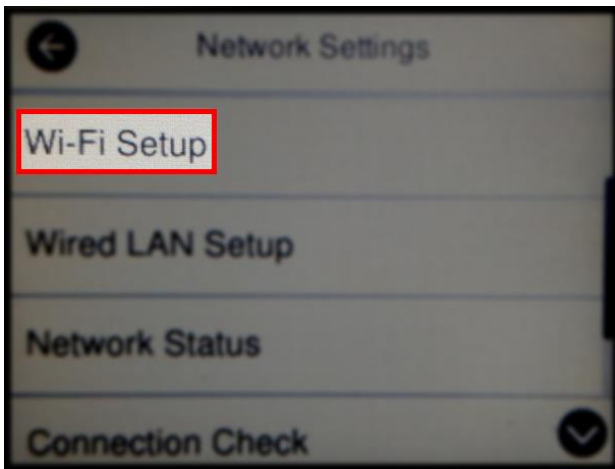 Network Settings
Wi-Fi Setup
Wired LAN Setup
Network Status
Connection Check